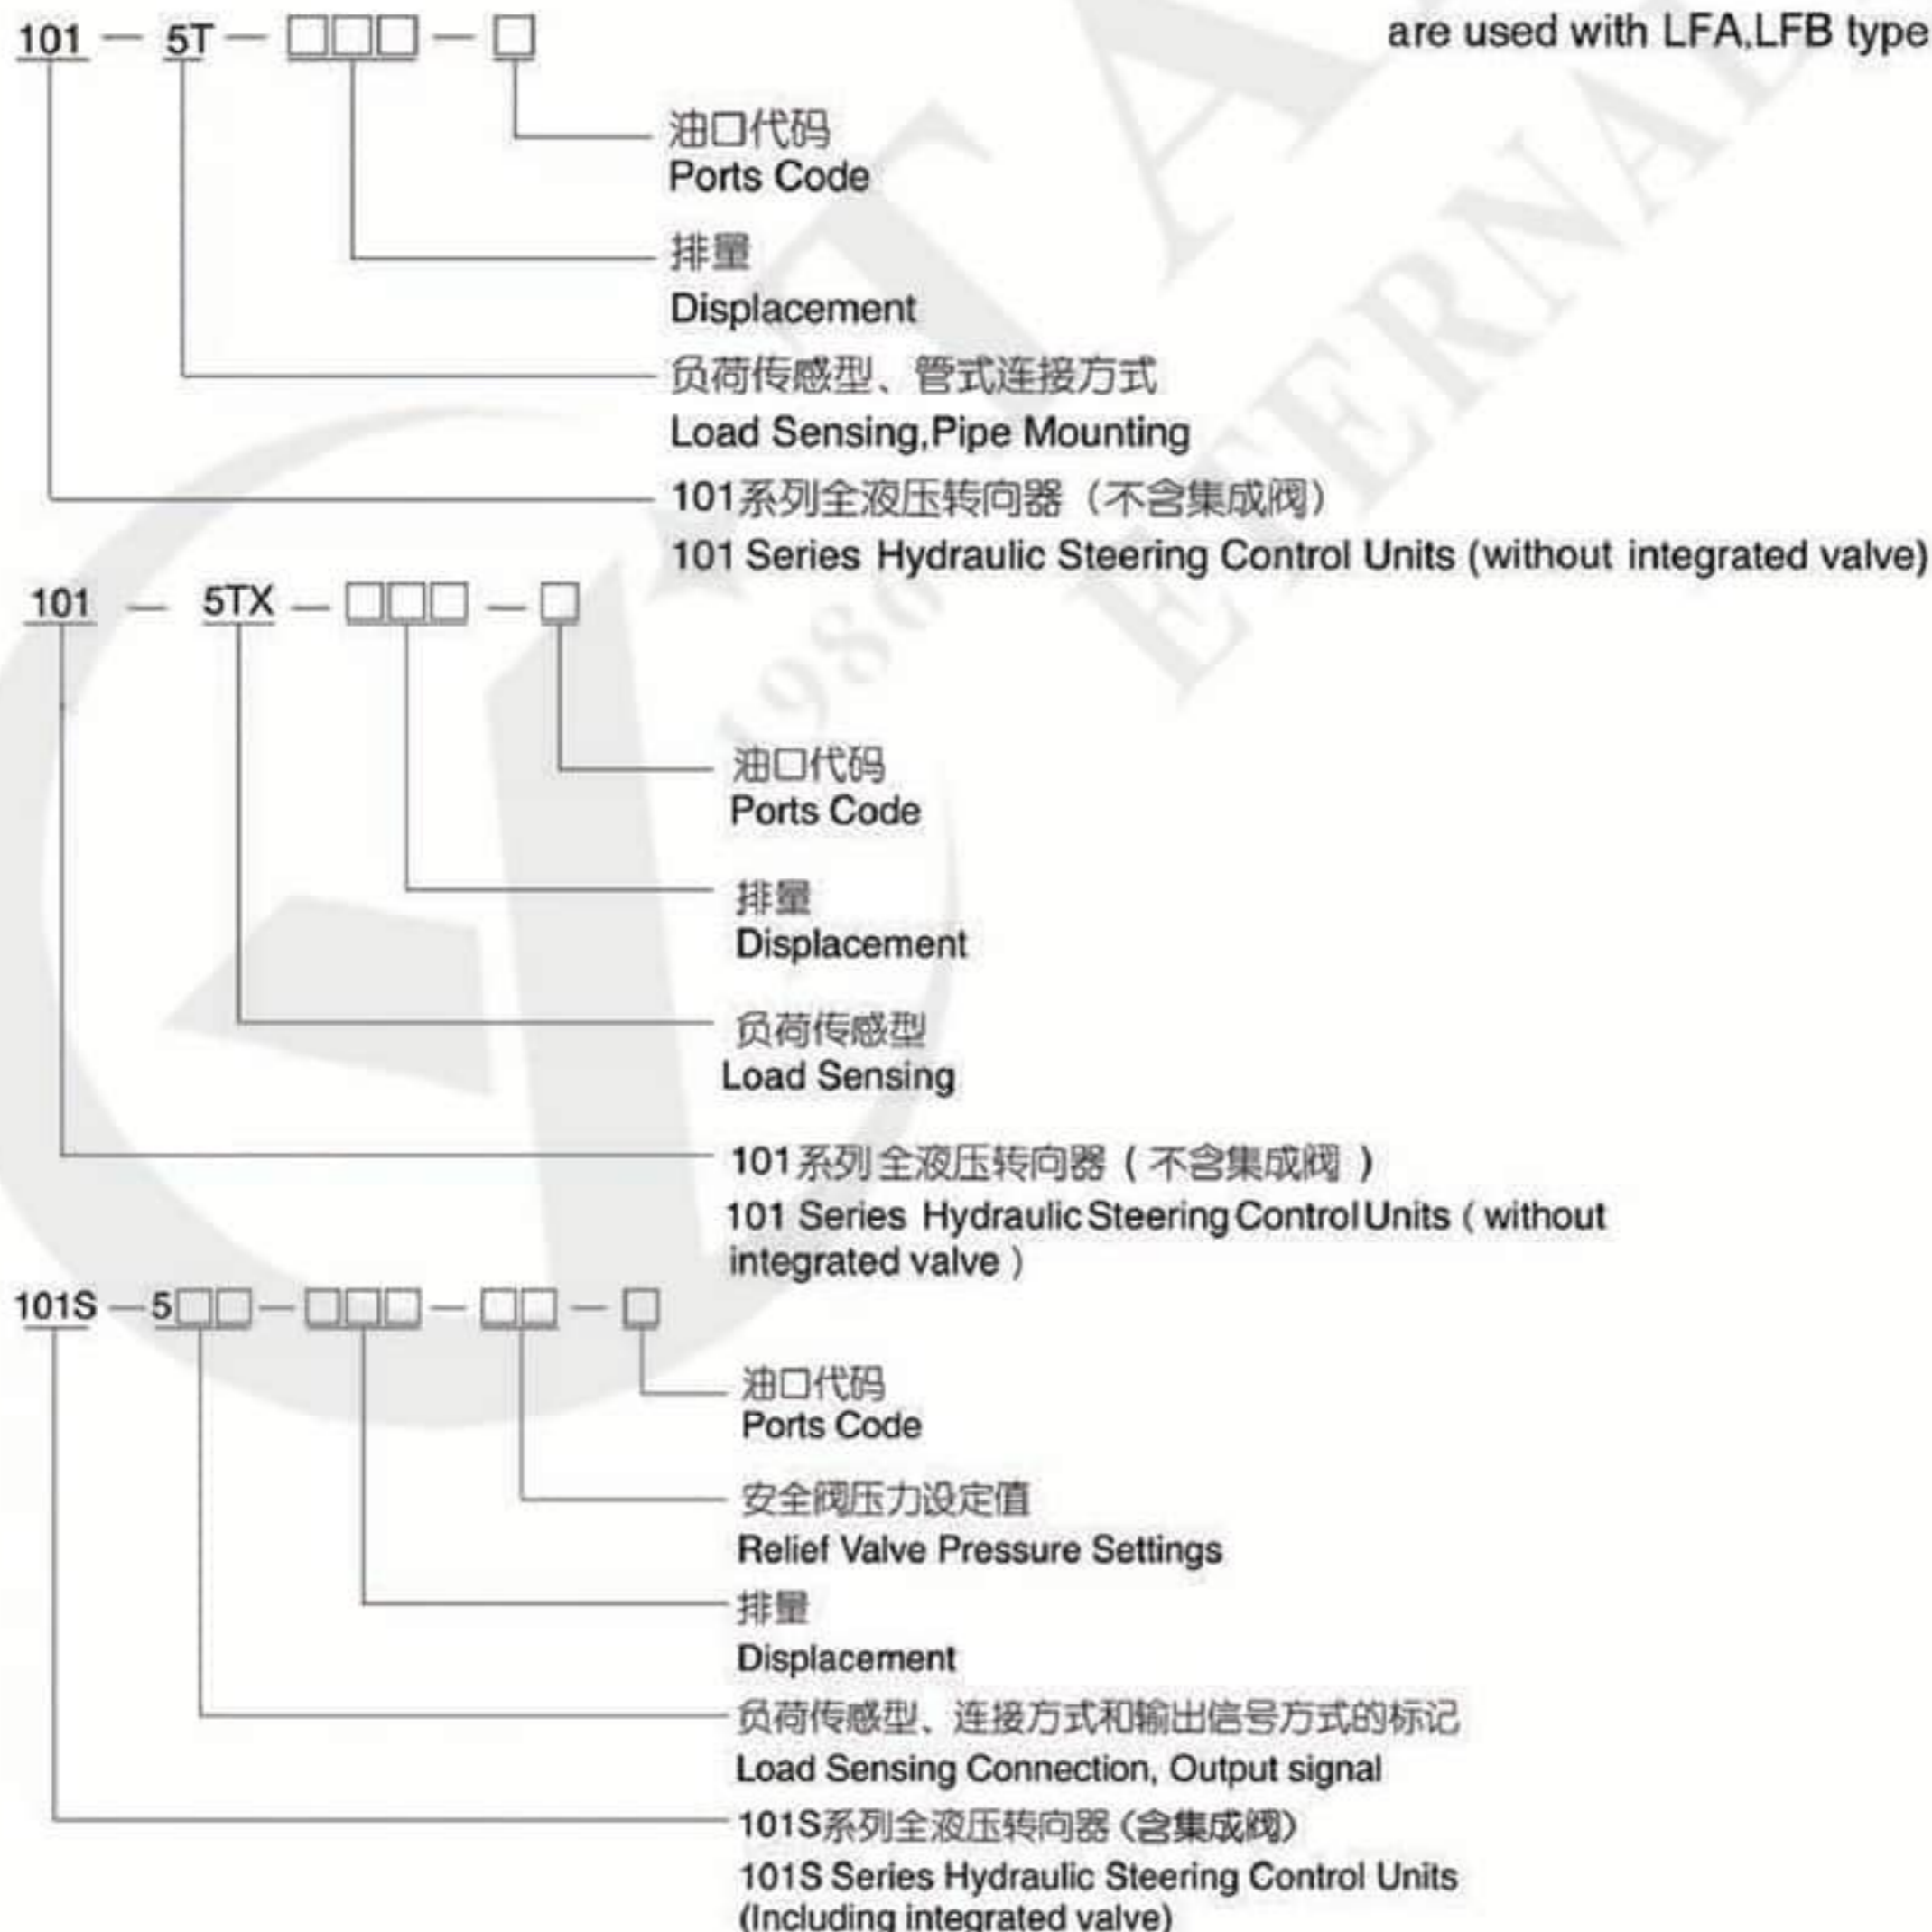 are used with LFA,LFB type
101 — 5T — □□□ — □
油口代码
Ports Code
排量
Displacement
负荷传感型、管式连接方式
Load Sensing,Pipe Mounting
101系列全液压转向器（不含集成阀）
101 Series Hydraulic Steering Control Units (without integrated valve)
101 — 5TX — □□□ — □
油口代码
Ports Code
排量
Displacement
负荷传感型
Load Sensing
101系列全液压转向器（不含集成阀）
101 Series Hydraulic Steering Control Units (without
integrated valve)
101S — 5□□ — □□□ — □□ — □
油口代码
Ports Code
安全阀压力设定值
Relief Valve Pressure Settings
排量
Displacement
负荷传感型、连接方式和输出信号方式的标记
Load Sensing Connection, Output signal
101S系列全液压转向器（含集成阀）
101S Series Hydraulic Steering Control Units
(Including integrated valve)
1986